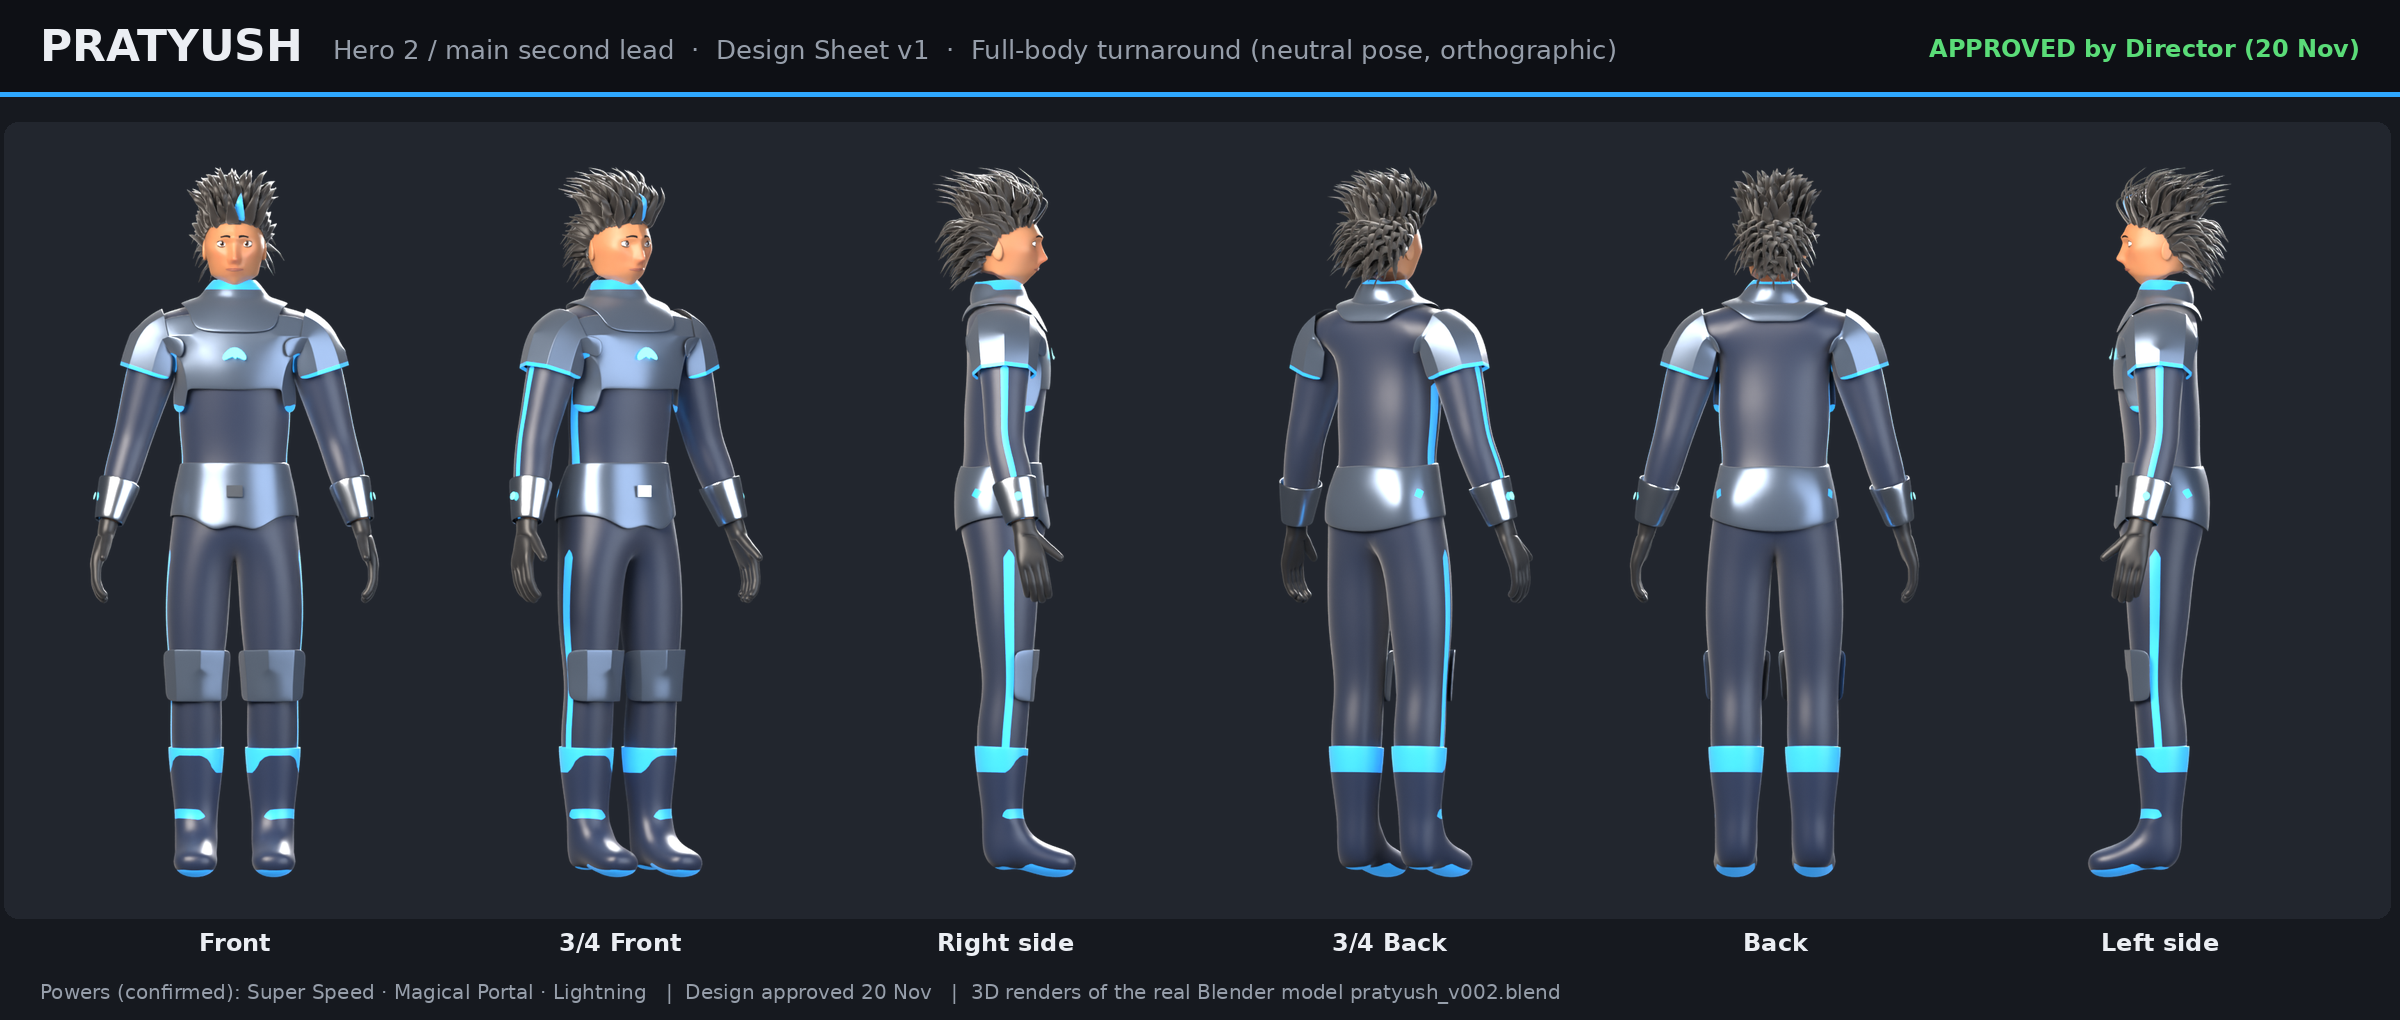 PRATYUSH Hero 2 / main second lead · Design Sheet v1 · Full-body turnaround (neutral pose, orthographic) APPROVED by Director (20 Nov)
Front 3/4 Front Right side 3/4 Back Back Left side
Powers (confirmed): Super Speed · Magical Portal · Lightning | Design approved 20 Nov | 3D renders of the real Blender model pratyush_v002.blend